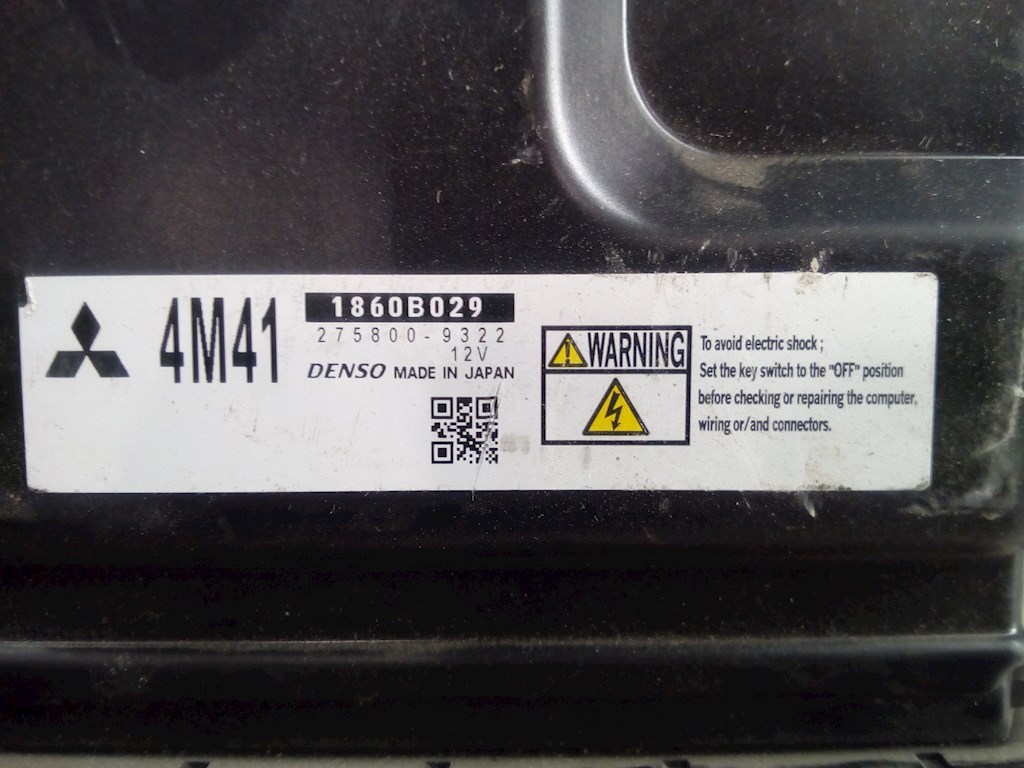 4M41
1860B029
275800-9322
12V
DENSO MADE IN JAPAN
WARNING
To avoid electric shock ;
Set the key switch to the "OFF" position
before checking or repairing the computer,
wiring or/and connectors.